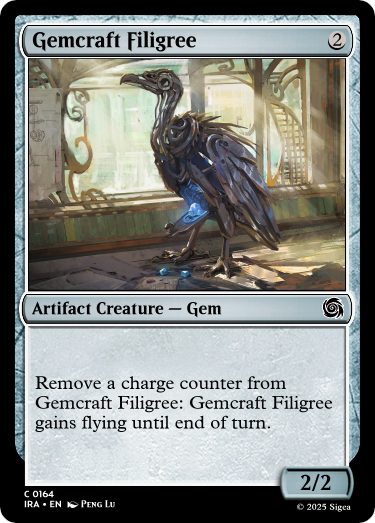 Gemcraft Filigree
2
Artifact Creature — Gem
Remove a charge counter from
Gemcraft Filigree: Gemcraft Filigree
gains flying until end of turn.
2/2
C 0164
IRA • EN Peng Lu
© 2025 Sigea